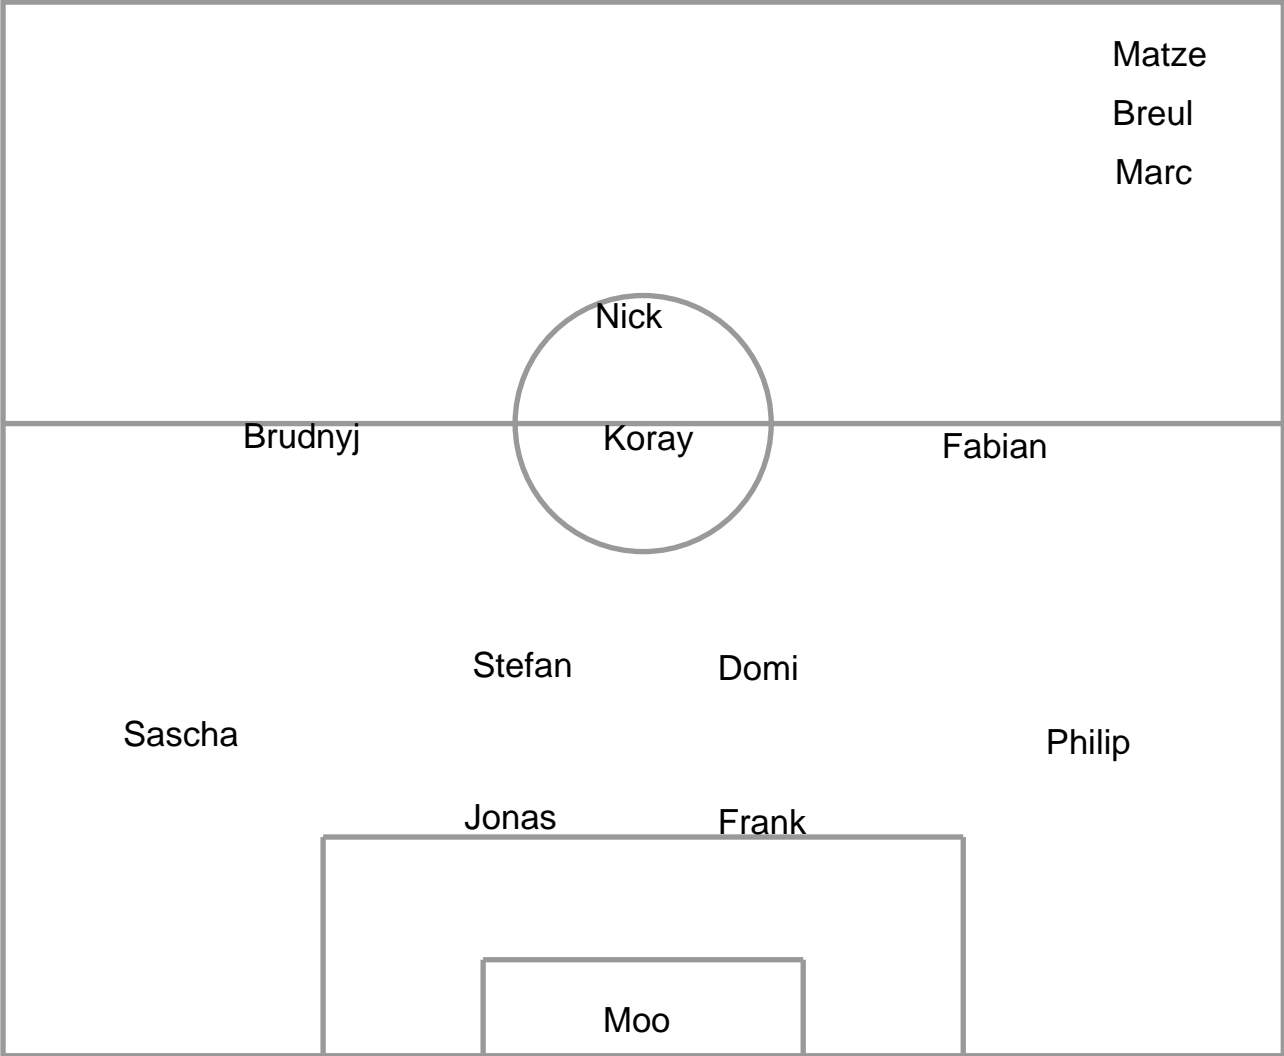 Matze
Breul
Marc
Nick
Brudnyj Koray Fabian
Stefan Domi
Sascha Philip
Jonas Frank
Moo